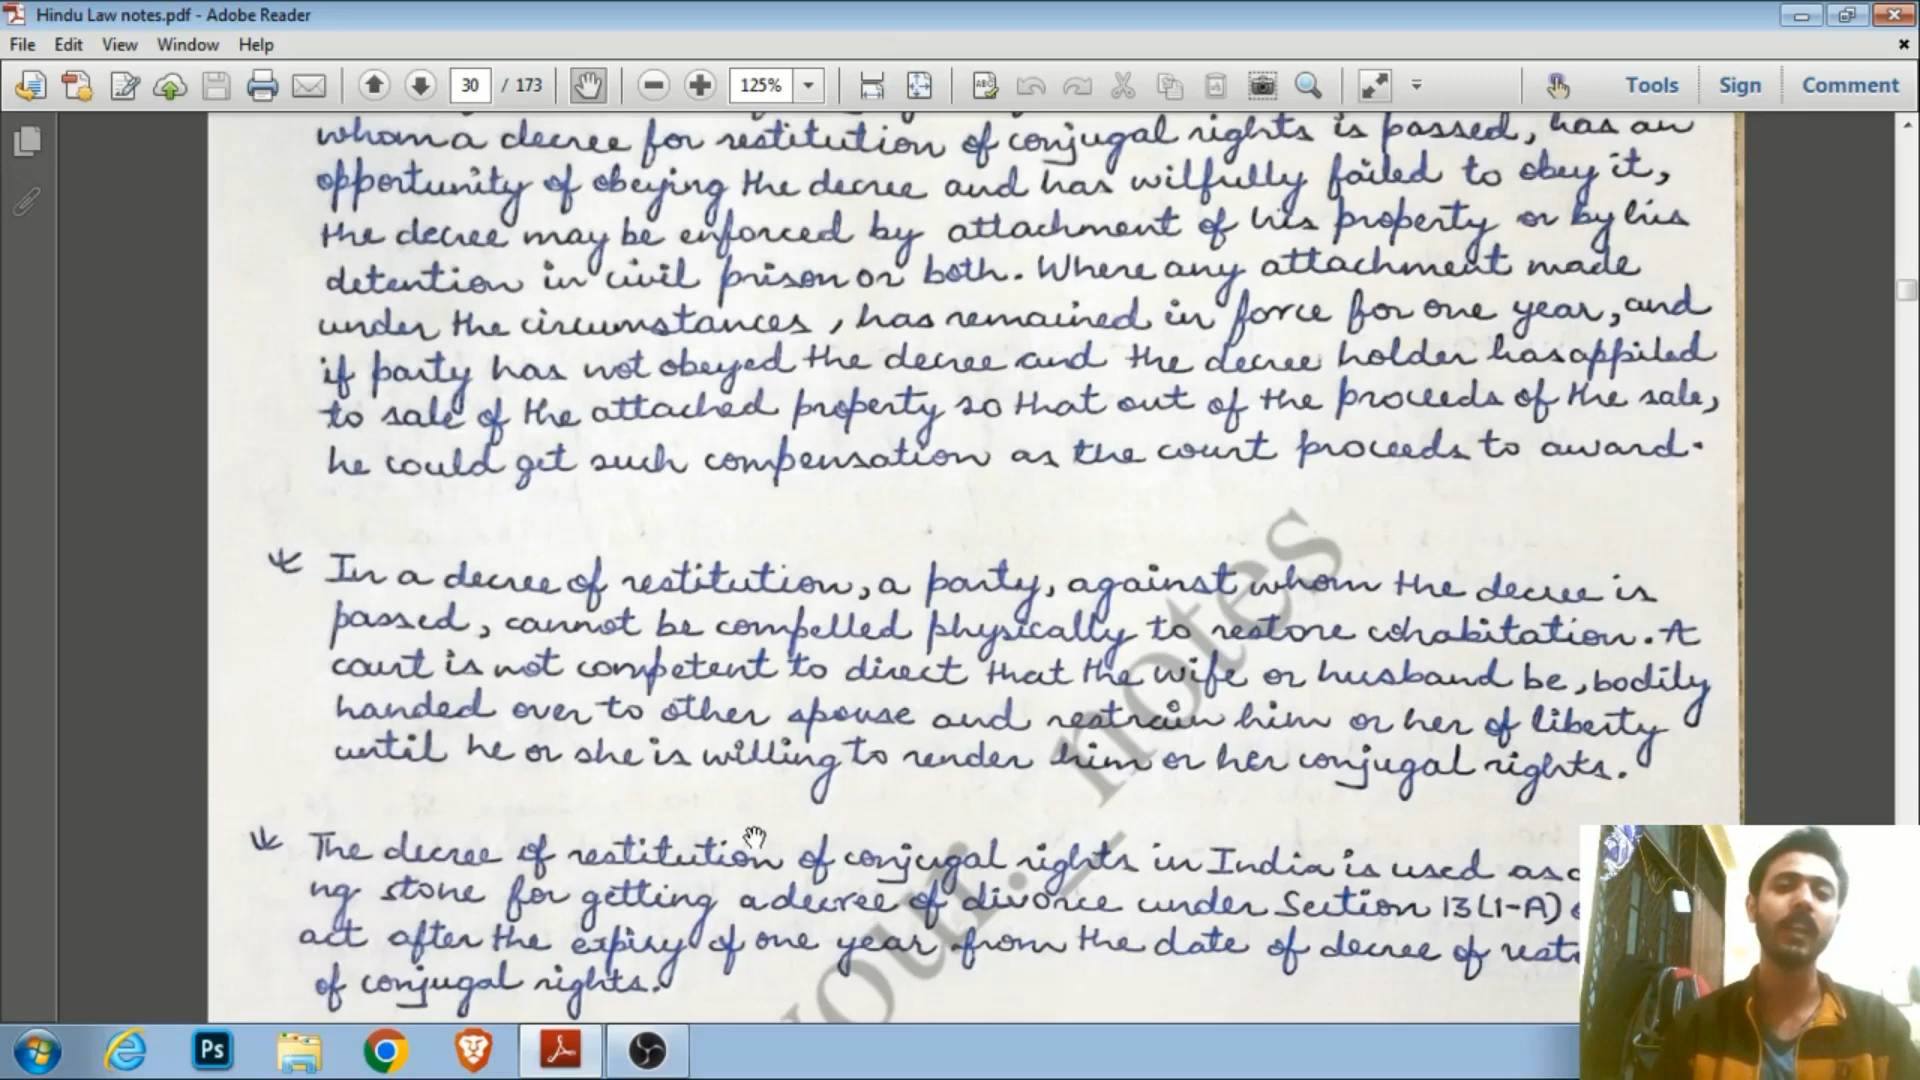 Hindu Law notes.pdf - Adobe Reader
File Edit View Window Help
30 / 173 125% Tools Sign Comment
whom a decree for restitution of conjugal rights is passed, has an
opportunity of obeying the decree and has wilfully failed to obey it,
the decree may be enforced by attachment of his property or by his
detention in civil prison or both. Where any attachment made
under the circumstances, has remained in force for one year, and
if party has not obeyed the decree and the decree holder has appiled
to sale of the attached property so that out of the proceeds of the sale,
he could get such compensation as the court proceeds to award.
In a decree of restitution, a party, against whom the decree is
passed, cannot be compelled physically to restore cohabitation. A
court is not competent to direct that the wife or husband be, bodily
handed over to other spouse and restrain him or her of liberty
until he or she is willing to render him or her conjugal rights.
The decree of restitution of conjugal rights in India is used as
ng stone for getting a decree of divorce under Section 13(1-A)
act after the expiry of one year from the date of decree of rest
of conjugal rights.
you._notes
Ps